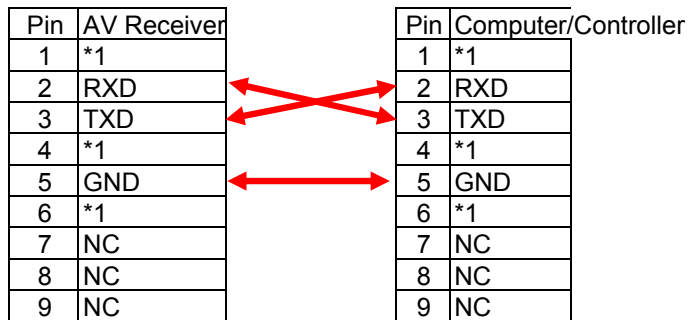 Pin AV Receiver Pin Computer/Controller
1 *1 1 *1
2 RXD 2 RXD
3 TXD 3 TXD
4 *1 4 *1
5 GND 5 GND
6 *1 6 *1
7 NC 7 NC
8 NC 8 NC
9 NC 9 NC